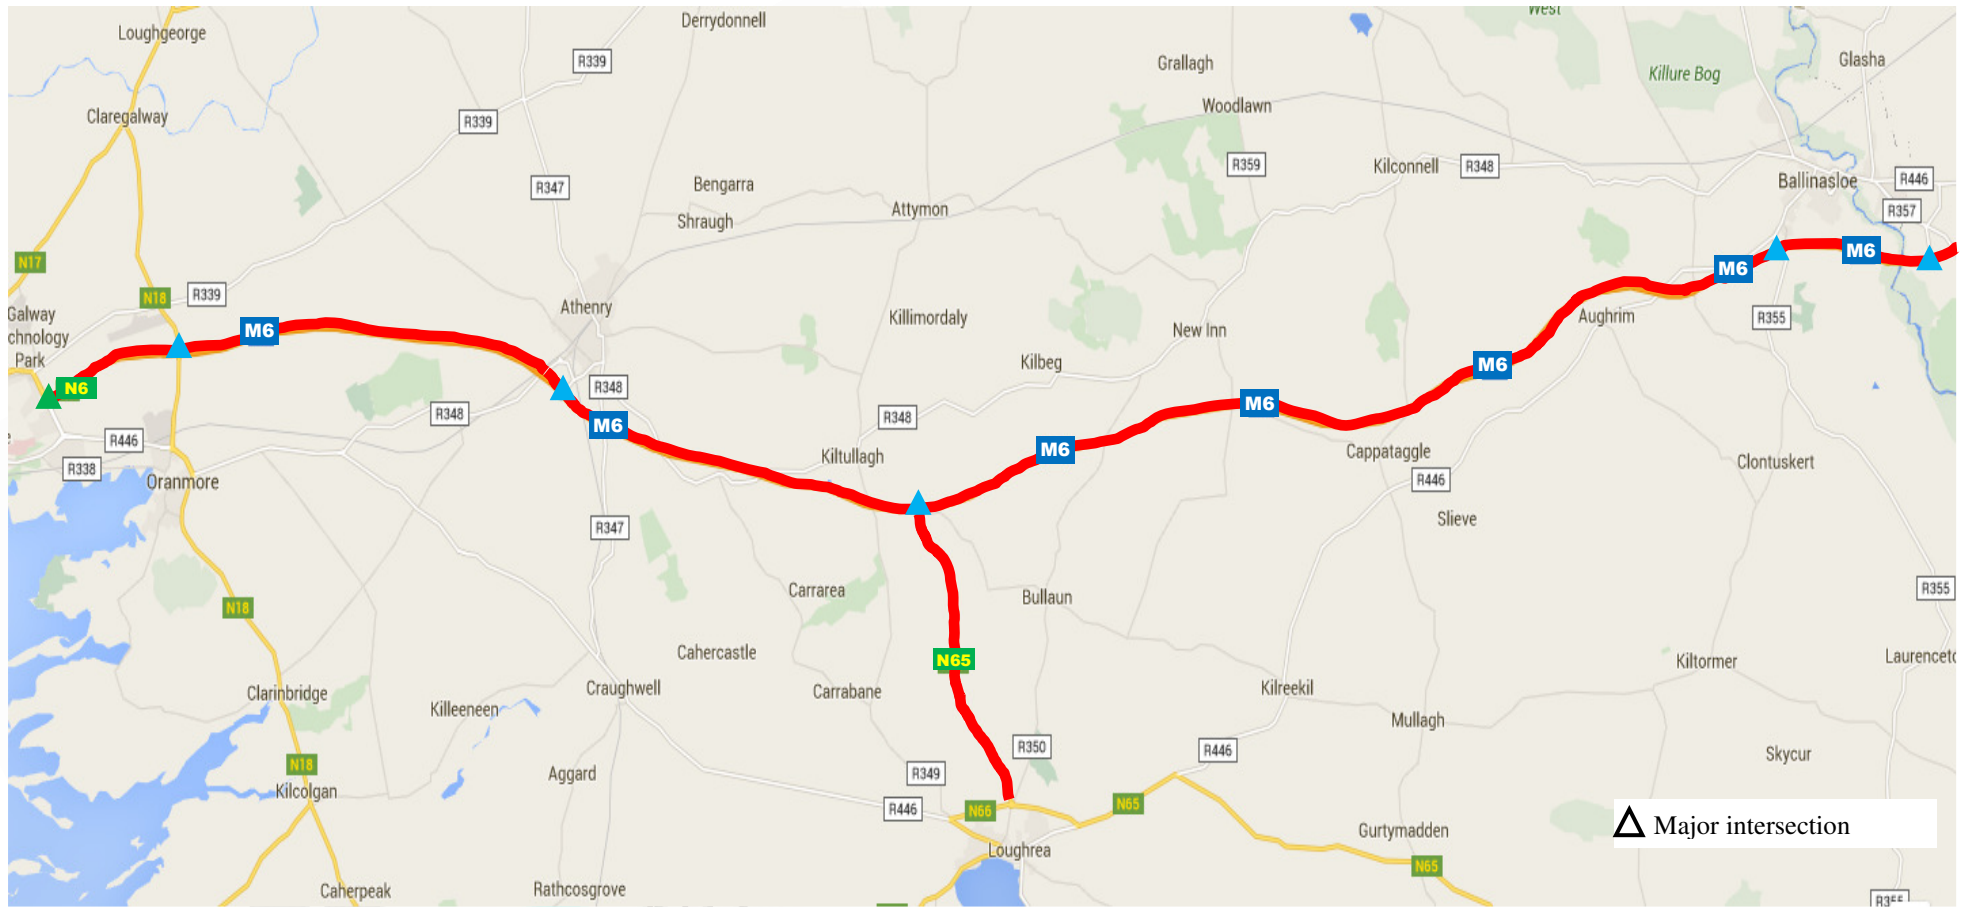 West
Derrydonnell
Loughgeorge
R339
Grallagh
Glasha
Killure Bog
Claregalway
R339
Woodlawn
R359
Kilconnell
R348
Ballinasloe
R446
R347
Bengarra
Shraugh
Attymon
R357
N17
M6
M6
N18
R339
Athenry
Galway
chnology
Park
M6
Killimordaly
New Inn
Aughrim
R355
N6
Kilbeg
M6
R348
R348
R348
M6
M6
R446
R338
Oranmore
Kiltullagh
M6
Cappataggle
R446
Clontuskert
Slieve
R347
N18
Carrarea
Bullaun
R355
Cahercastle
N65
Kiltormer
Laurenceto
Clarinbridge
Killeeneen
Craughwell
Carrabane
Kilreekil
Mullagh
N18
Kilcolgan
Aggard
R349
R350
R446
Skycur
R446
N66
N65
Loughrea
Gurtymadden
N65
Major intersection
Caherpeak
Rathcosgrove
R355